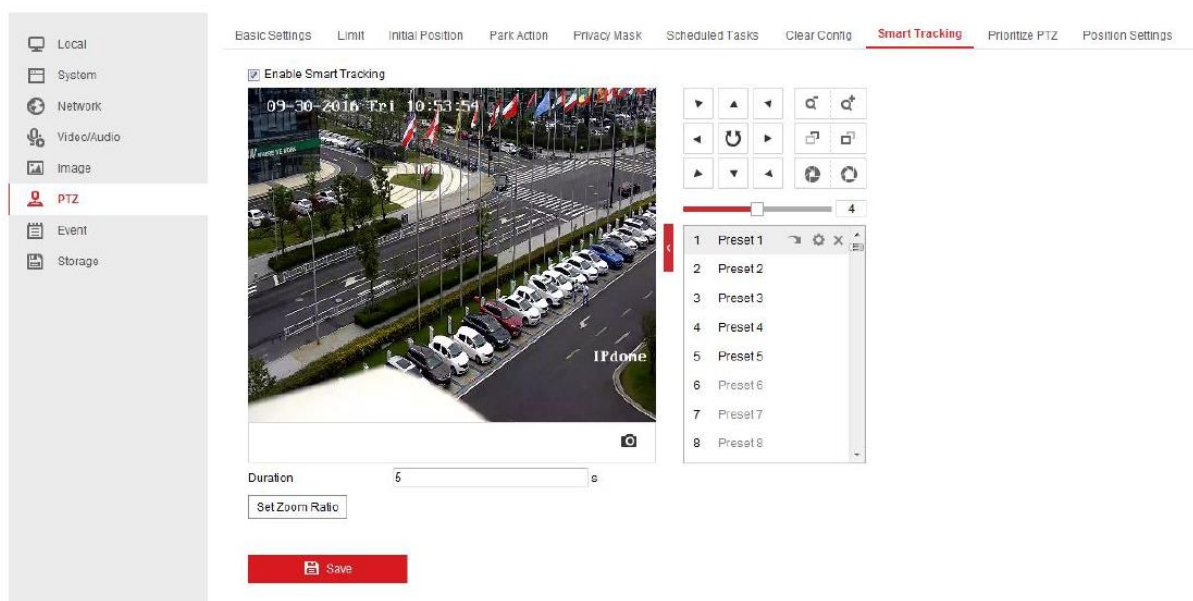 Local
System
Network
Video/Audio
Image
PTZ
Event
Storage
Basic Settings Limit Initial Position Park Action Privacy Mask Scheduled Tasks Clear Config Smart Tracking Prioritize PTZ Position Settings
Enable Smart Tracking
09-30-2016 Fri 10:53:54
IPdome
4
1 Preset 1
2 Preset 2
3 Preset 3
4 Preset 4
5 Preset 5
6 Preset 6
7 Preset 7
8 Preset 8
Duration 5 s
Set Zoom Ratio
Save